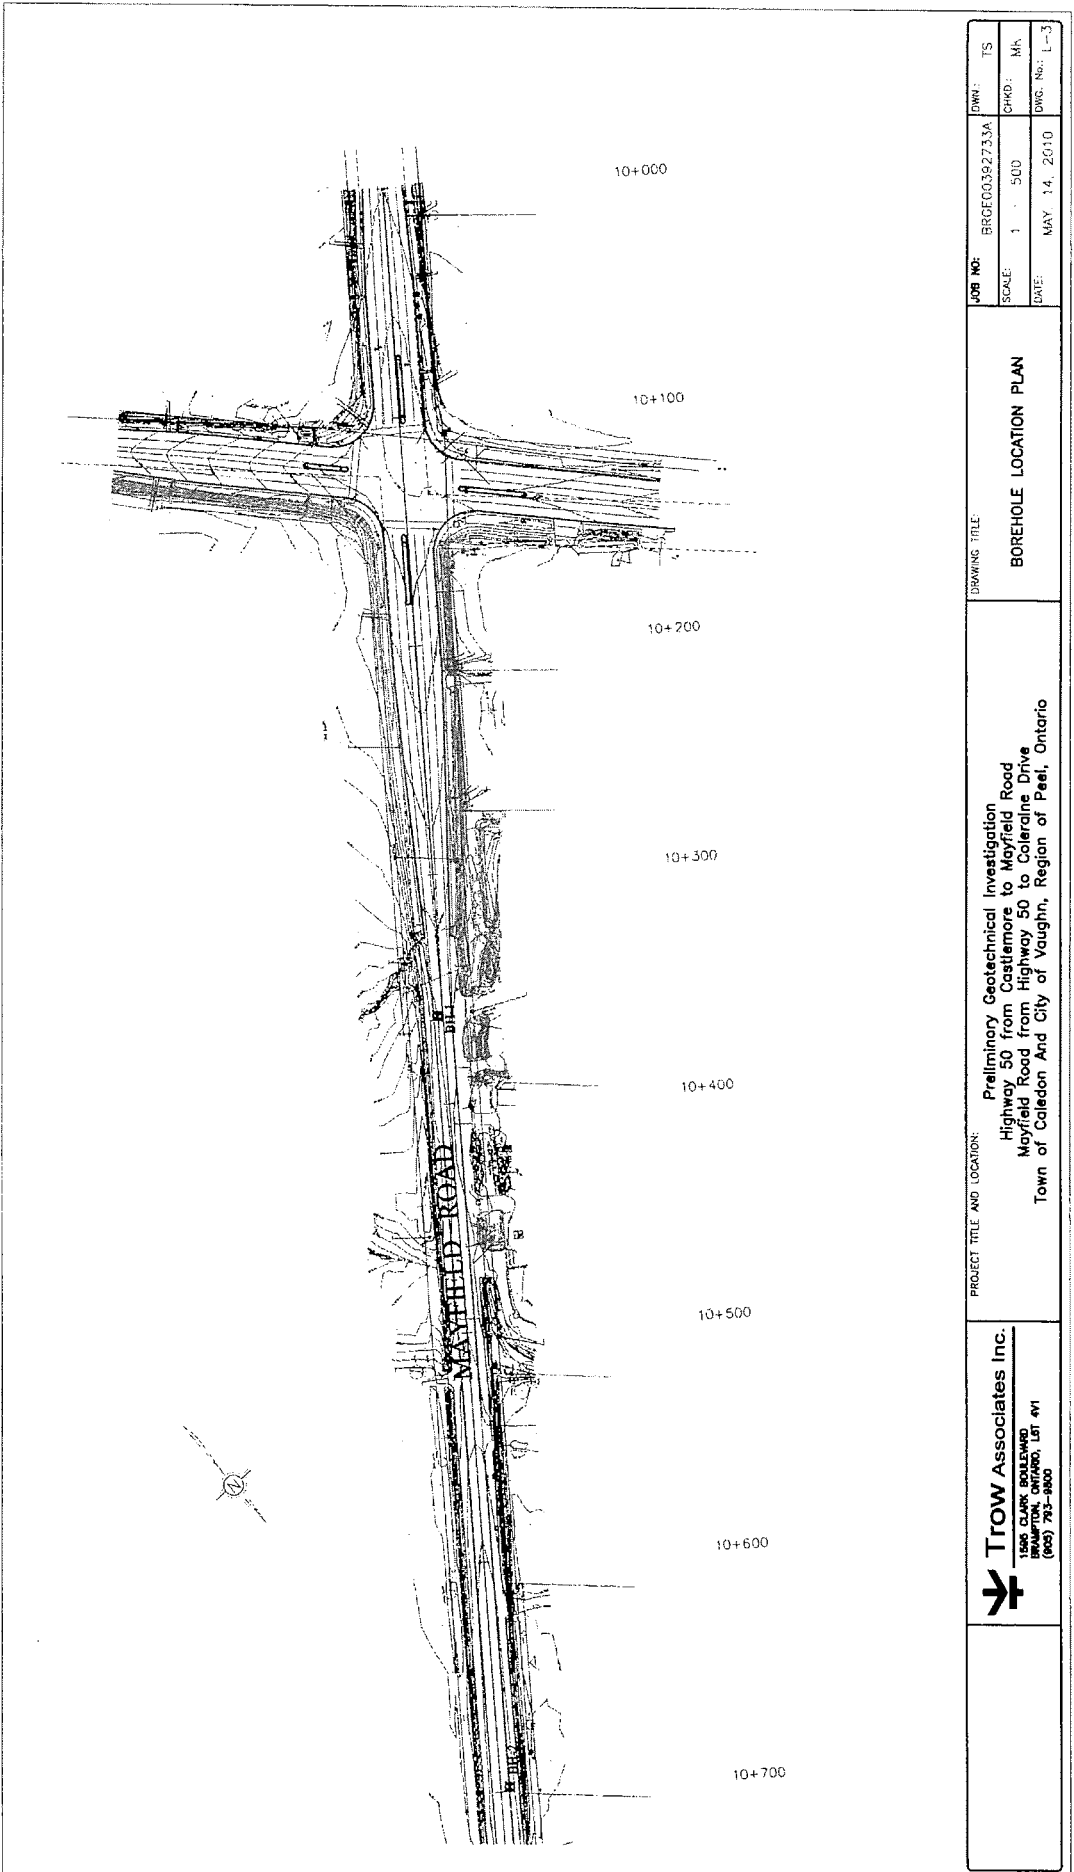 10+000
10+100
10+200
10+300
10+400
10+500
10+600
10+700
BH-1
MAYFIELD ROAD
BH-2
N
Trow Associates Inc.
1595 CLARK BOULEVARD
BRAMPTON, ONTARIO, L6T 4V1
(905) 793-9800
PROJECT TITLE AND LOCATION:
Preliminary Geotechnical Investigation
Highway 50 from Castlemore to Mayfield Road
Mayfield Road from Highway 50 to Coleraine Drive
Town of Caledon And City of Vaughn, Region of Peel, Ontario
DRAWING TITLE:
BOREHOLE LOCATION PLAN
JOB NO: BRGE00392733A
DWN.: TS
SCALE: 1 : 500
CHKD.: MK
DATE: MAY 14, 2010
DWG. No.: L-3